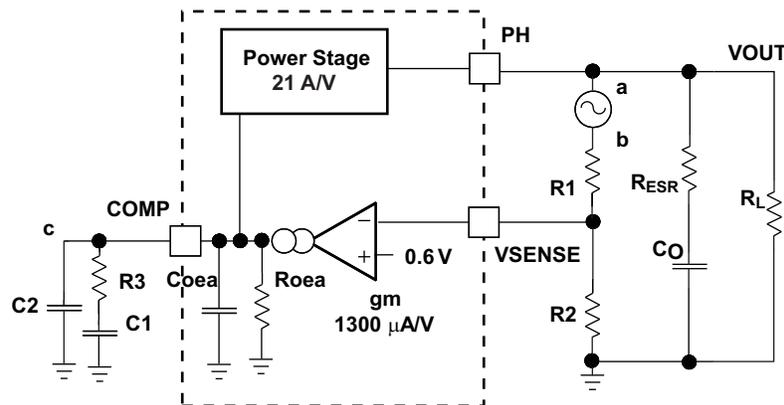 PH
VOUT
Power Stage
21 A/V
a
b
R1
RESR
RL
COMP
c
VSENSE
0.6 V
R3
Coea
Roea
CO
C2
C1
gm
1300 μA/V
R2
−
+